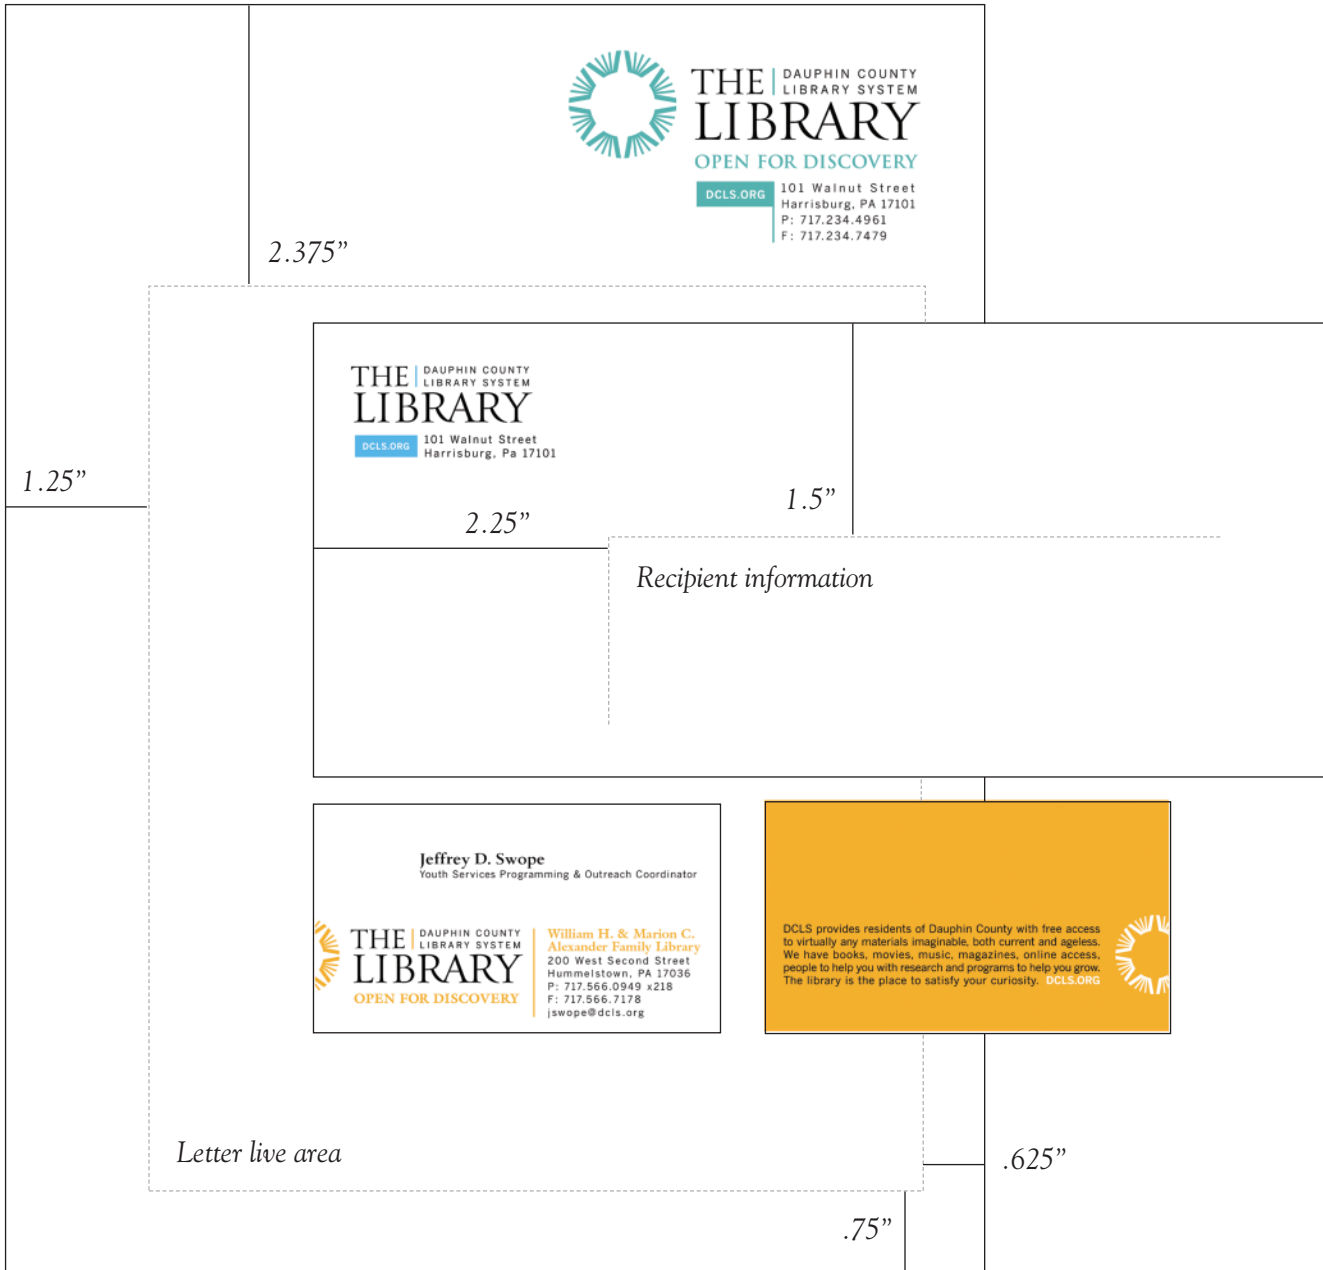 THE
DAUPHIN COUNTY
LIBRARY SYSTEM
LIBRARY
OPEN FOR DISCOVERY
DCLS.ORG
101 Walnut Street
Harrisburg, PA 17101
P: 717.234.4961
F: 717.234.7479
2.375”
THE
DAUPHIN COUNTY
LIBRARY SYSTEM
LIBRARY
DCLS.ORG
101 Walnut Street
Harrisburg, Pa 17101
1.25”
2.25”
1.5”
Recipient information
Jeffrey D. Swope
Youth Services Programming & Outreach Coordinator
THE
DAUPHIN COUNTY
LIBRARY SYSTEM
LIBRARY
OPEN FOR DISCOVERY
William H. & Marion C.
Alexander Family Library
200 West Second Street
Hummelstown, PA 17036
P: 717.566.0949 x218
F: 717.566.7178
jswope@dcls.org
DCLS provides residents of Dauphin County with free access
to virtually any materials imaginable, both current and ageless.
We have books, movies, music, magazines, online access,
people to help you with research and programs to help you grow.
The library is the place to satisfy your curiosity. DCLS.ORG
Letter live area
.625”
.75”